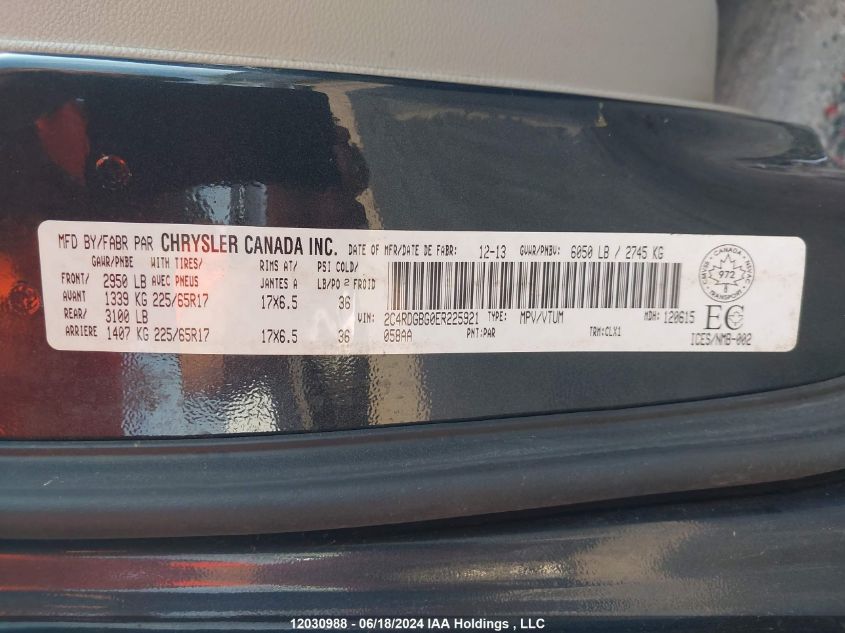 MFD BY/FABR PAR CHRYSLER CANADA INC. DATE OF MFR/DATE DE FABR: 12-13 GVWR/PNBV: 6050 LB / 2745 KG
GAWR/PNBE WITH TIRES/ RIMS AT/ PSI COLD/
FRONT/ 2950 LB AVEC PNEUS JANTES A LB/PO 2 FROID
AVANT 1339 KG 225/65R17 17X6.5 36
REAR/ 3100 LB VIN: 2C4RDGBG0ER225921 TYPE: MPV/VTUM MDH: 120615
ARRIERE 1407 KG 225/65R17 17X6.5 36 058AA PNT:PAR TRM:CLX1
CANADA
972
TRANSPORT
EC
ICES/NMB-002
12030988 - 06/18/2024 IAA Holdings , LLC